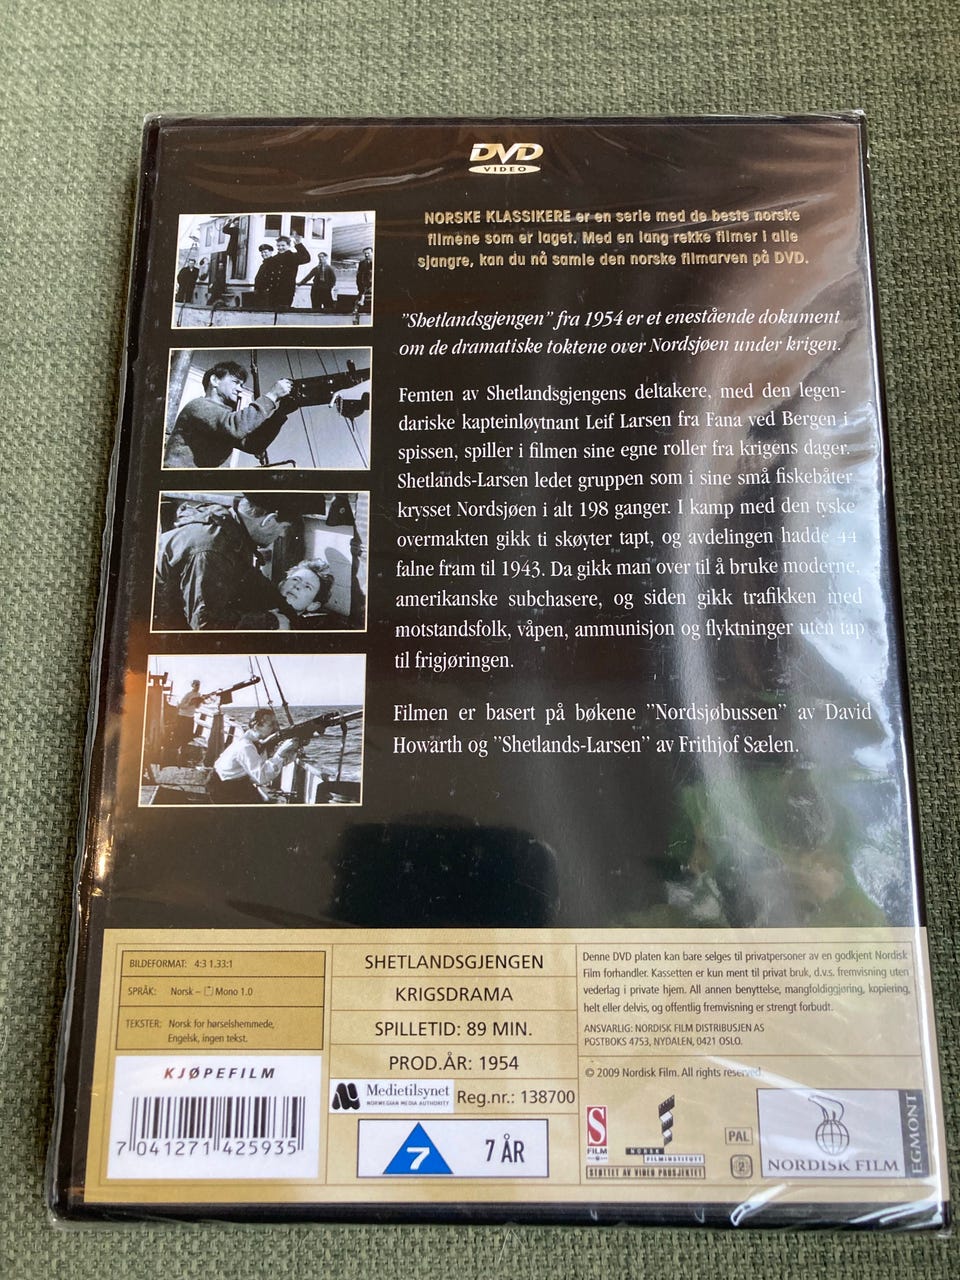 DVD
VIDEO
NORSKE KLASSIKERE er en serie med de beste norske
filmene som er laget. Med en lang rekke filmer i alle
sjangre, kan du nå samle den norske filmarven på DVD.
"Shetlandsgjengen" fra 1954 er et enestående dokument
om de dramatiske toktene over Nordsjøen under krigen.
Femten av Shetlandsgjengens deltakere, med den legen-
dariske kapteinløytnant Leif Larsen fra Fana ved Bergen i
spissen, spiller i filmen sine egne roller fra krigens dager.
Shetlands-Larsen ledet gruppen som i sine små fiskebåter
krysset Nordsjøen i alt 198 ganger. I kamp med den tyske
overmakten gikk ti skøyter tapt, og avdelingen hadde 44
falne fram til 1943. Da gikk man over til å bruke moderne,
amerikanske subchasere, og siden gikk trafikken med
motstandsfolk, våpen, ammunisjon og flyktninger uten tap
til frigjøringen.
Filmen er basert på bøkene "Nordsjøbussen" av David
Howarth og "Shetlands-Larsen" av Frithjof Sælen.
BILDEFORMAT: 4:3 1.33:1
SPRÅK: Norsk – Mono 1.0
TEKSTER: Norsk for hørselshemmede,
Engelsk, ingen tekst.
KJØPEFILM
7 041271 425935
SHETLANDSGJENGEN
KRIGSDRAMA
SPILLETID: 89 MIN.
PROD.ÅR: 1954
Medietilsynet
NORWEGIAN MEDIA AUTHORITY
Reg.nr.: 138700
7
7 ÅR
Denne DVD platen kan bare selges til privatpersoner av en godkjent Nordisk
Film forhandler. Kassetten er kun ment til privat bruk, d.v.s. fremvisning uten
vederlag i private hjem. All annen benyttelse, mangfoldiggjøring, kopiering,
helt eller delvis, og offentlig fremvisning er strengt forbudt.
ANSVARLIG: NORDISK FILM DISTRIBUSJEN AS
POSTBOKS 4753, NYDALEN, 0421 OSLO.
© 2009 Nordisk Film. All rights reserved
S
FILM
NORSK
FILMINSTITUTT
STØTTET AV VIDEO PROSJEKTET
PAL
2
NORDISK FILM
EGMONT